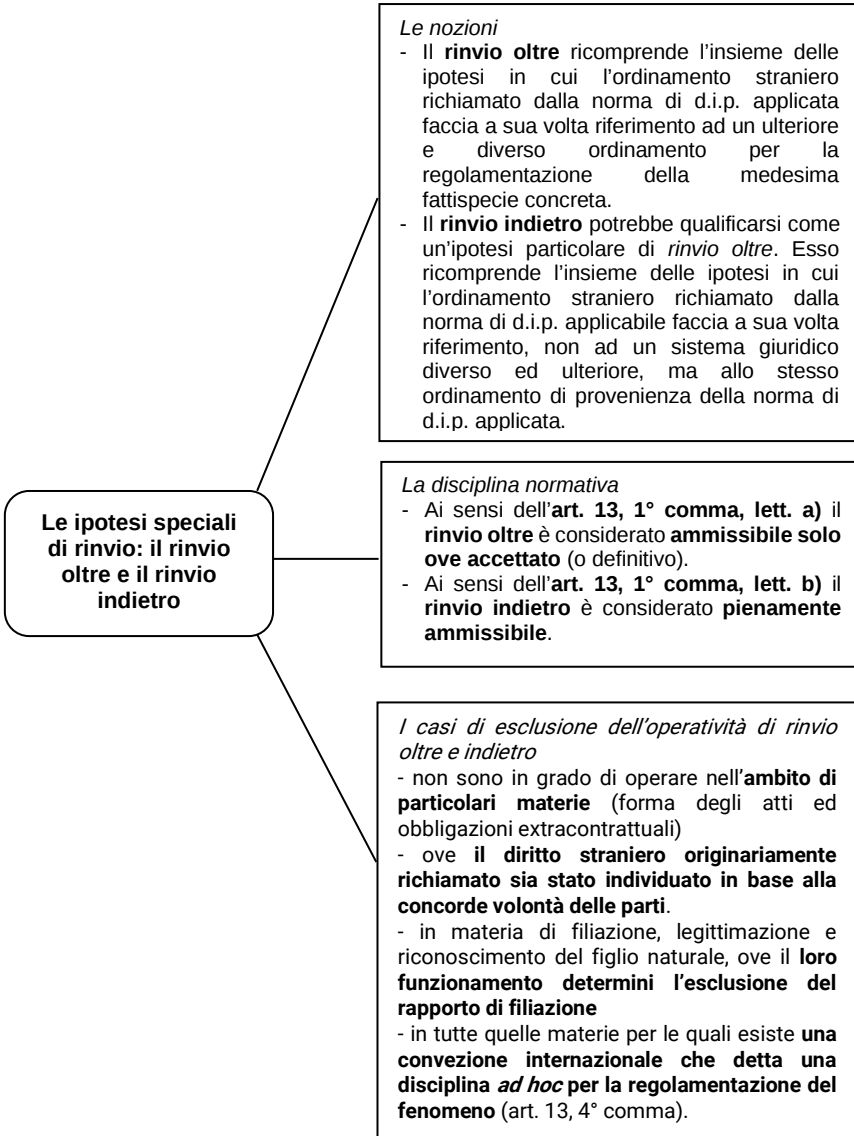 Le nozioni
- Il rinvio oltre ricomprende l’insieme delle
ipotesi in cui l’ordinamento straniero
richiamato dalla norma di d.i.p. applicata
faccia a sua volta riferimento ad un ulteriore
e diverso ordinamento per la
regolamentazione della medesima
fattispecie concreta.
- Il rinvio indietro potrebbe qualificarsi come
un’ipotesi particolare di rinvio oltre. Esso
ricomprende l’insieme delle ipotesi in cui
l’ordinamento straniero richiamato dalla
norma di d.i.p. applicabile faccia a sua volta
riferimento, non ad un sistema giuridico
diverso ed ulteriore, ma allo stesso
ordinamento di provenienza della norma di
d.i.p. applicata.
Le ipotesi speciali
di rinvio: il rinvio
oltre e il rinvio
indietro
La disciplina normativa
- Ai sensi dell’art. 13, 1° comma, lett. a) il
rinvio oltre è considerato ammissibile solo
ove accettato (o definitivo).
- Ai sensi dell’art. 13, 1° comma, lett. b) il
rinvio indietro è considerato pienamente
ammissibile.
I casi di esclusione dell’operatività di rinvio
oltre e indietro
- non sono in grado di operare nell’ambito di
particolari materie (forma degli atti ed
obbligazioni extracontrattuali)
- ove il diritto straniero originariamente
richiamato sia stato individuato in base alla
concorde volontà delle parti.
- in materia di filiazione, legittimazione e
riconoscimento del figlio naturale, ove il loro
funzionamento determini l’esclusione del
rapporto di filiazione
- in tutte quelle materie per le quali esiste una
convezione internazionale che detta una
disciplina ad hoc per la regolamentazione del
fenomeno (art. 13, 4° comma).